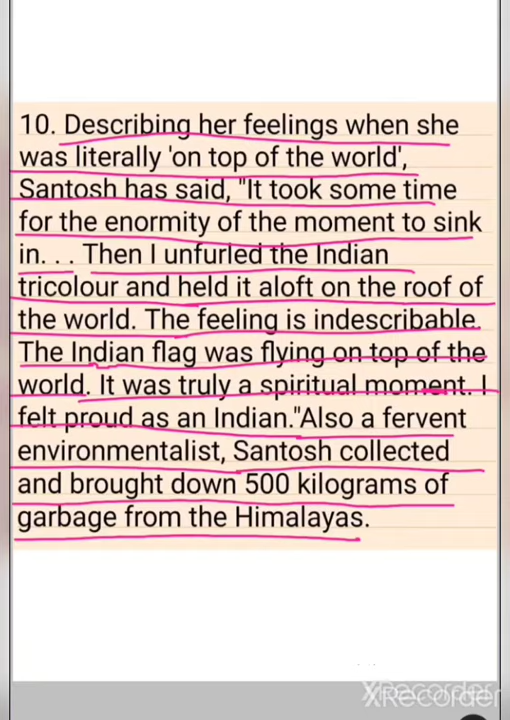 10. Describing her feelings when she
was literally 'on top of the world',
Santosh has said, "It took some time
for the enormity of the moment to sink
in. . . Then I unfurled the Indian
tricolour and held it aloft on the roof of
the world. The feeling is indescribable.
The Indian flag was flying on top of the
world. It was truly a spiritual moment. I
felt proud as an Indian."Also a fervent
environmentalist, Santosh collected
and brought down 500 kilograms of
garbage from the Himalayas.
XRecorder
XRecorder